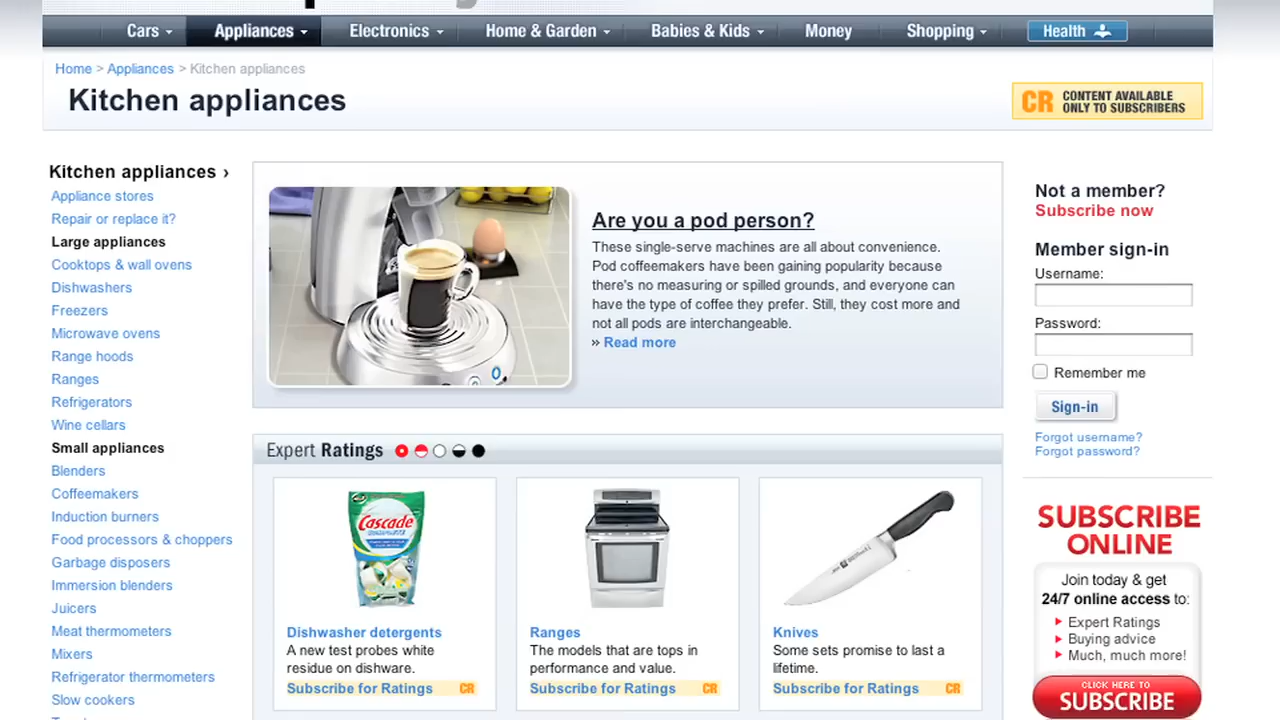 Cars
Appliances
Electronics
Home & Garden
Babies & Kids
Money
Shopping
Health
Home > Appliances > Kitchen appliances
Kitchen appliances
CR CONTENT AVAILABLE
ONLY TO SUBSCRIBERS
Kitchen appliances ›
Appliance stores
Repair or replace it?
Large appliances
Cooktops & wall ovens
Dishwashers
Freezers
Microwave ovens
Range hoods
Ranges
Refrigerators
Wine cellars
Small appliances
Blenders
Coffeemakers
Induction burners
Food processors & choppers
Garbage disposers
Immersion blenders
Juicers
Meat thermometers
Mixers
Refrigerator thermometers
Slow cookers
Are you a pod person?
These single-serve machines are all about convenience.
Pod coffeemakers have been gaining popularity because
there's no measuring or spilled grounds, and everyone can
have the type of coffee they prefer. Still, they cost more and
not all pods are interchangeable.
» Read more
Expert Ratings
Cascade
Dishwasher detergents
A new test probes white
residue on dishware.
Subscribe for Ratings CR
Ranges
The models that are tops in
performance and value.
Subscribe for Ratings CR
Knives
Some sets promise to last a
lifetime.
Subscribe for Ratings CR
Not a member?
Subscribe now
Member sign-in
Username:
Password:
Remember me
Sign-in
Forgot username?
Forgot password?
SUBSCRIBE
ONLINE
Join today & get
24/7 online access to:
Expert Ratings
Buying advice
Much, much more!
CLICK HERE TO
SUBSCRIBE